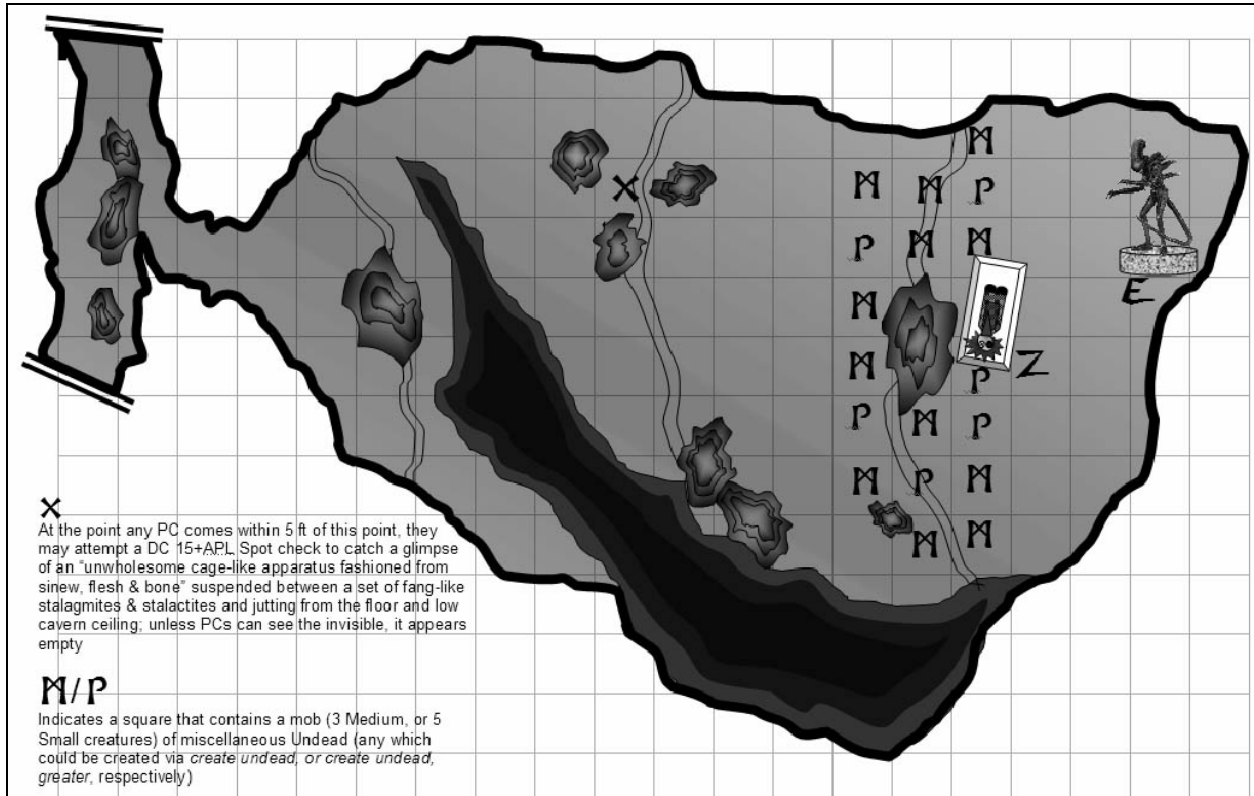 M
X M M P
P M M
E
M
M P Z
P M P
M P M
M M
X
At the point any PC comes within 5 ft of this point, they
may attempt a DC 15+APL Spot check to catch a glimpse
of an "unwholesome cage-like apparatus fashioned from
sinew, flesh & bone" suspended between a set of fang-like
stalagmites & stalactites and jutting from the floor and low
cavern ceiling; unless PCs can see the invisible, it appears
empty
M/P
Indicates a square that contains a mob (3 Medium, or 5
Small creatures) of miscellaneous Undead (any which
could be created via create undead, or create undead,
greater, respectively)